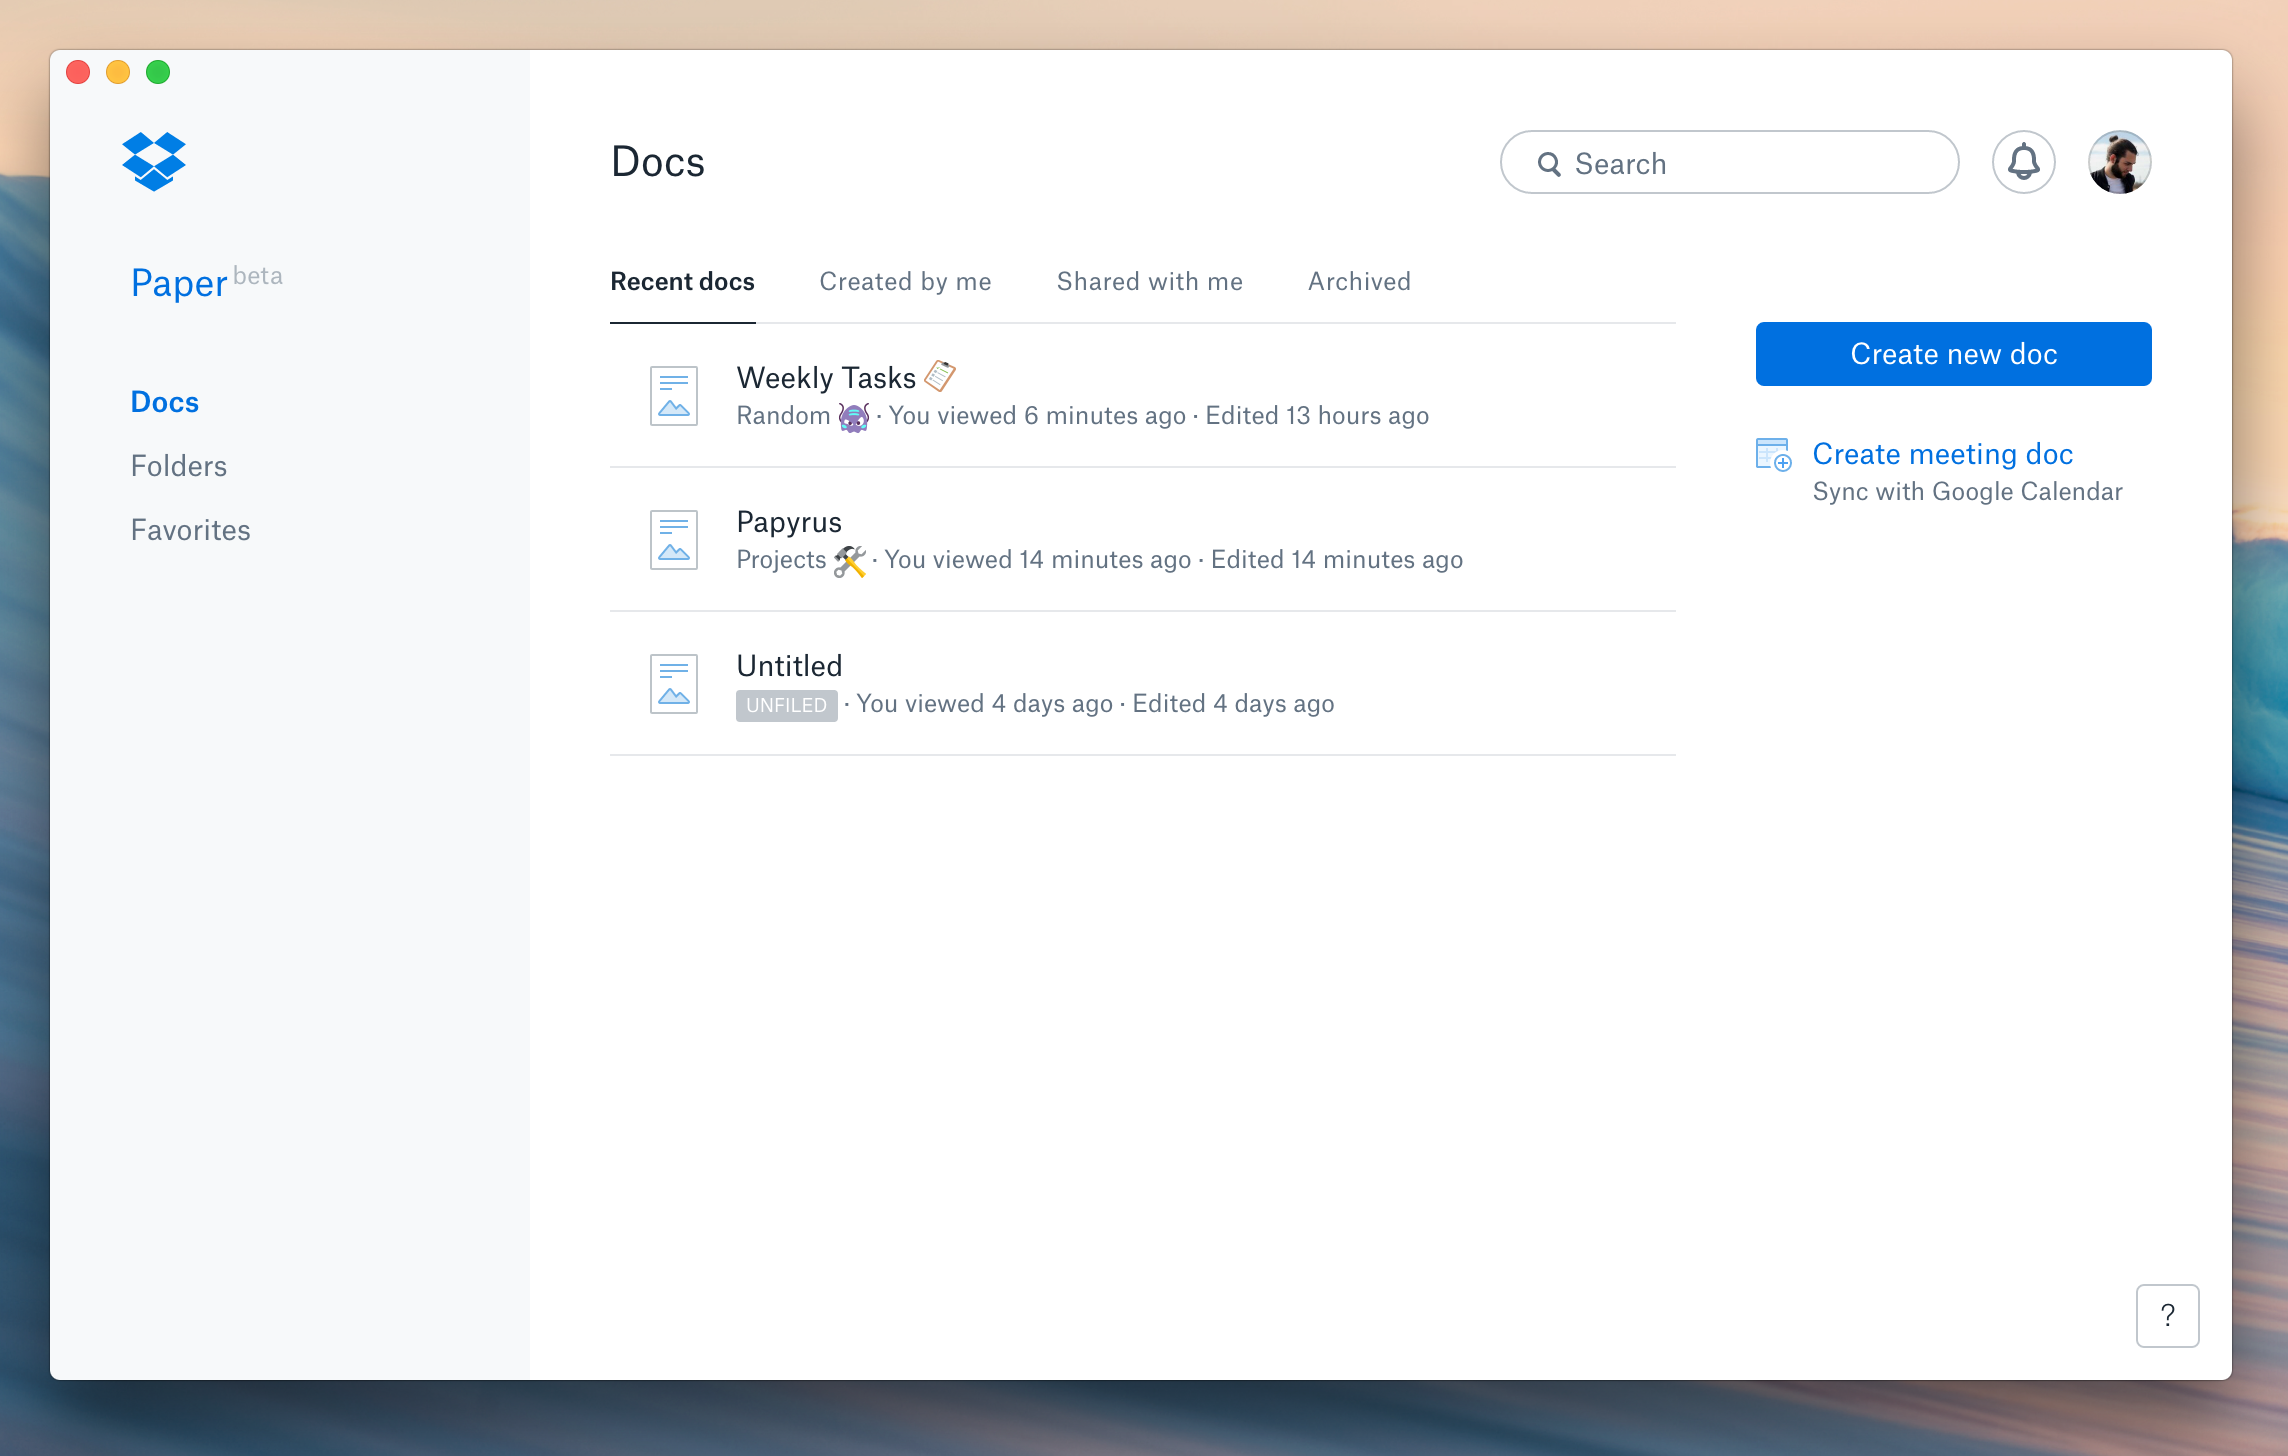 Paper beta
Docs
Folders
Favorites
Docs
Search
Recent docs
Created by me
Shared with me
Archived
Weekly Tasks 📋
Random 👾 · You viewed 6 minutes ago · Edited 13 hours ago
Papyrus
Projects 🛠 · You viewed 14 minutes ago · Edited 14 minutes ago
Untitled
UNFILED · You viewed 4 days ago · Edited 4 days ago
Create new doc
Create meeting doc
Sync with Google Calendar
?